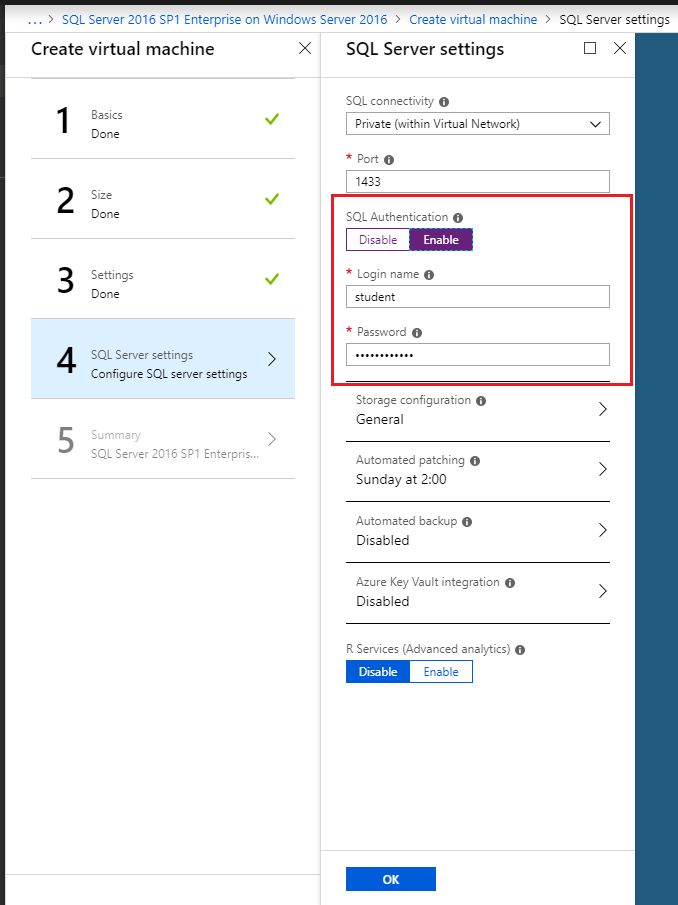 ... > SQL Server 2016 SP1 Enterprise on Windows Server 2016 > Create virtual machine > SQL Server settings
Create virtual machine
1
Basics
Done
2
Size
Done
3
Settings
Done
4
SQL Server settings
Configure SQL server settings
5
Summary
SQL Server 2016 SP1 Enterpris...
SQL Server settings
SQL connectivity
Private (within Virtual Network)
* Port
1433
SQL Authentication
Disable Enable
* Login name
student
* Password
••••••••••••
Storage configuration
General
Automated patching
Sunday at 2:00
Automated backup
Disabled
Azure Key Vault integration
Disabled
R Services (Advanced analytics)
Disable Enable
OK